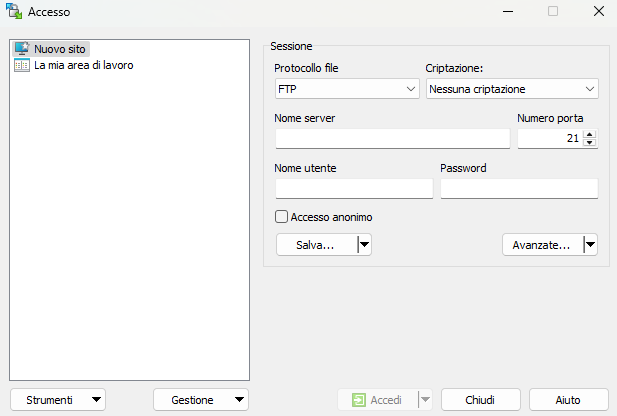 Accesso
Nuovo sito
La mia area di lavoro
Sessione
Protocollo file
Criptazione:
FTP
Nessuna criptazione
Nome server
Numero porta
21
Nome utente
Password
Accesso anonimo
Salva...
Avanzate...
Strumenti
Gestione
Accedi
Chiudi
Aiuto